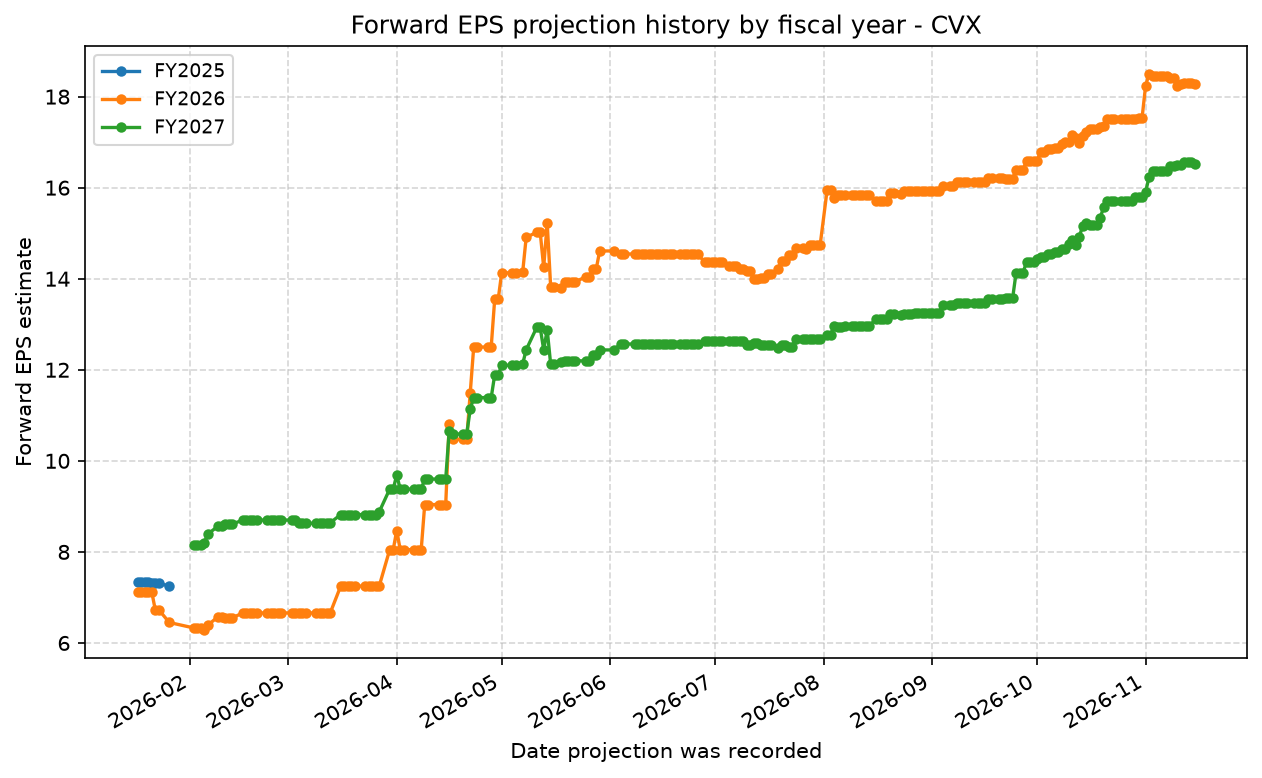 Forward EPS projection history by fiscal year - CVX
FY2025
FY2026
FY2027
Forward EPS estimate
18
16
14
12
10
8
6
2026-02
2026-03
2026-04
2026-05
2026-06
2026-07
2026-08
2026-09
2026-10
2026-11
Date projection was recorded